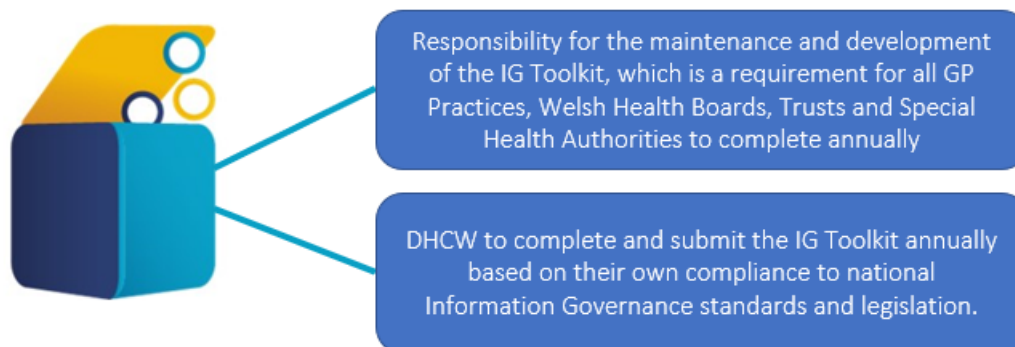 Responsibility for the maintenance and development
of the IG Toolkit, which is a requirement for all GP
Practices, Welsh Health Boards, Trusts and Special
Health Authorities to complete annually
DHCW to complete and submit the IG Toolkit annually
based on their own compliance to national
Information Governance standards and legislation.